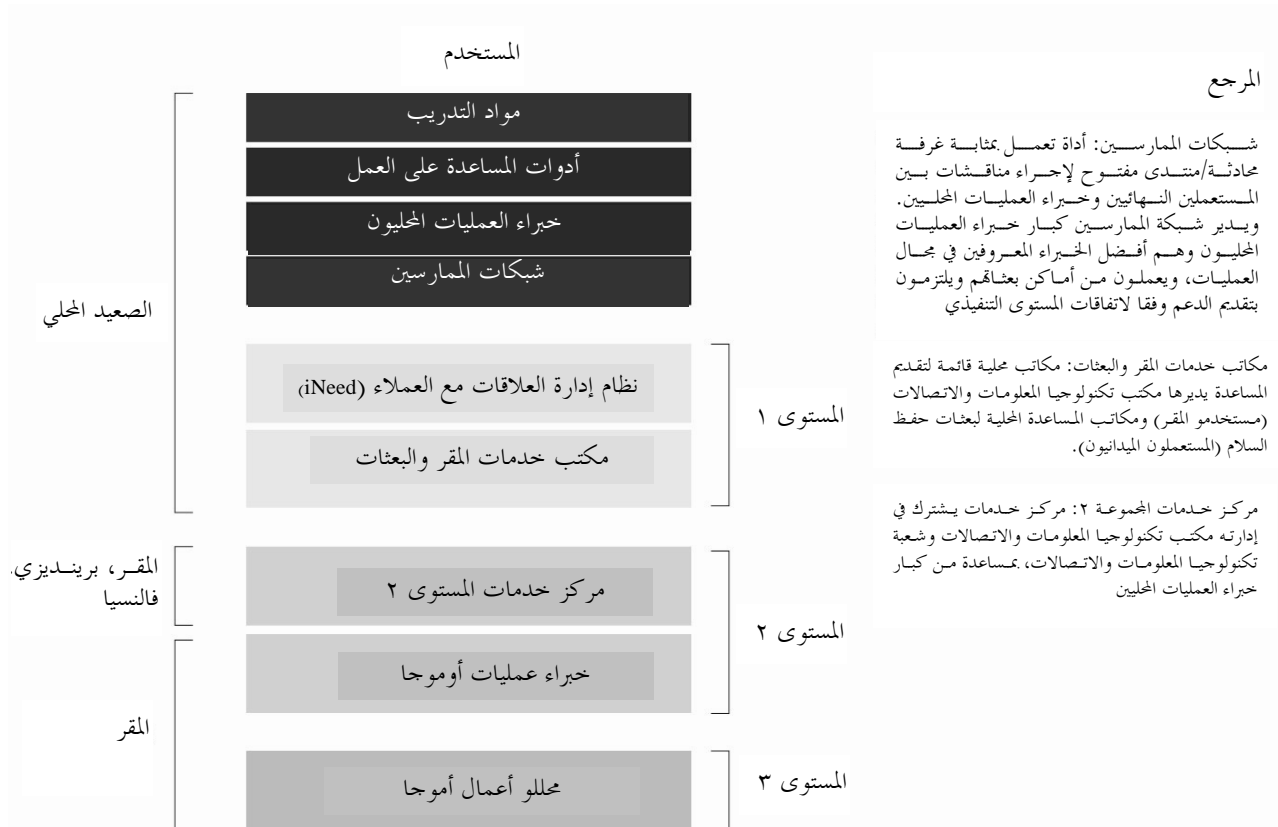 المستخدم
المرجع
مواد التدريب
أدوات المساعدة على العمل
خبراء العمليات المحليون
شبكات الممارسين
الصعيد المحلي
شبكات الممارسين: أداة تعمل بمثابة غرفة
محادثة/منتدى مفتوح لإجراء مناقشات بين
المستعملين النهائيين وخبراء العمليات المحليين.
ويدير شبكة الممارسين كبار خبراء العمليات
المحليون وهم أفضل الخبراء المعروفين في مجال
العمليات، ويعملون من أماكن بعثاتهم ويلتزمون
بتقديم الدعم وفقا لاتفاقات المستوى التنفيذي
نظام إدارة العلاقات مع العملاء (iNeed)
مكتب خدمات المقر والبعثات
المستوى ١
مكاتب خدمات المقر والبعثات: مكاتب محلية قائمة لتقديم
المساعدة يديرها مكتب تكنولوجيا المعلومات والاتصالات
(مستخدمو المقر) ومكاتب المساعدة المحلية لبعثات حفظ
السلام (المستعملون الميدانيون).
مركز خدمات المجموعة ٢: مركز خدمات يشترك في
إدارته مكتب تكنولوجيا المعلومات والاتصالات وشعبة
تكنولوجيا المعلومات والاتصالات، بمساعدة من كبار
خبراء العمليات المحليين
المقر، برينديزي.
فالنسيا
مركز خدمات المستوى ٢
خبراء عمليات أوموجا
المستوى ٢
المقر
محللو أعمال أموجا
المستوى ٣